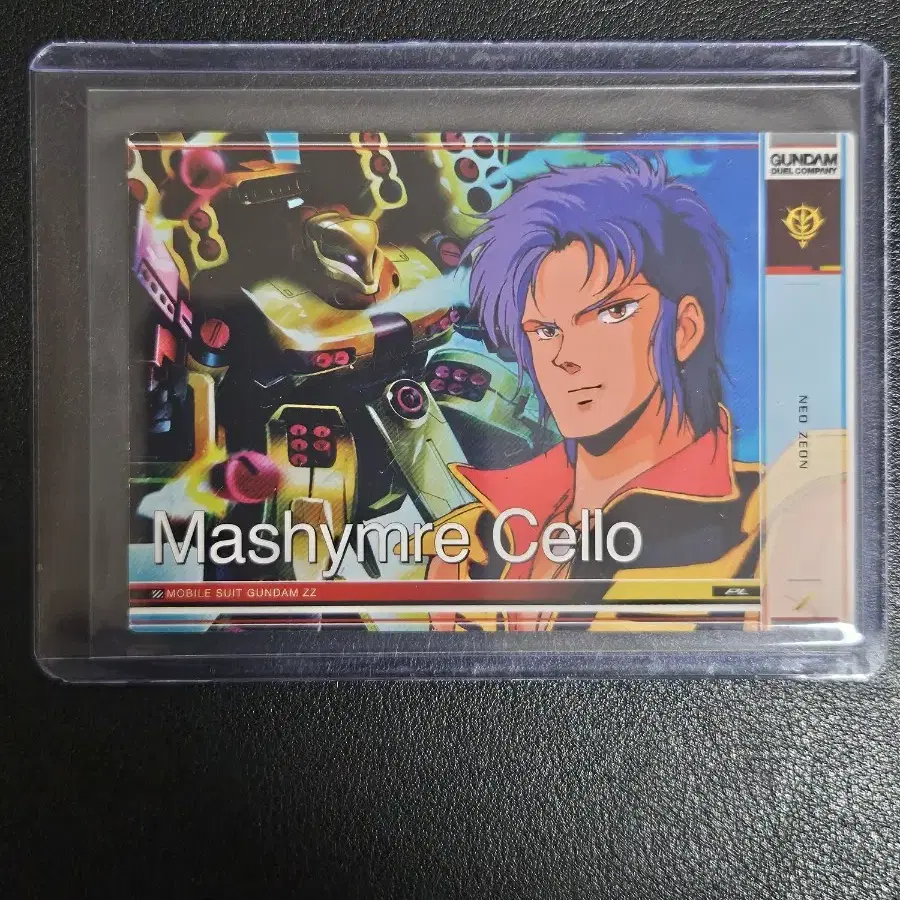 GUNDAM
DUEL COMPANY
NEO ZEON
Mashymre Cello
MOBILE SUIT GUNDAM ZZ
PL